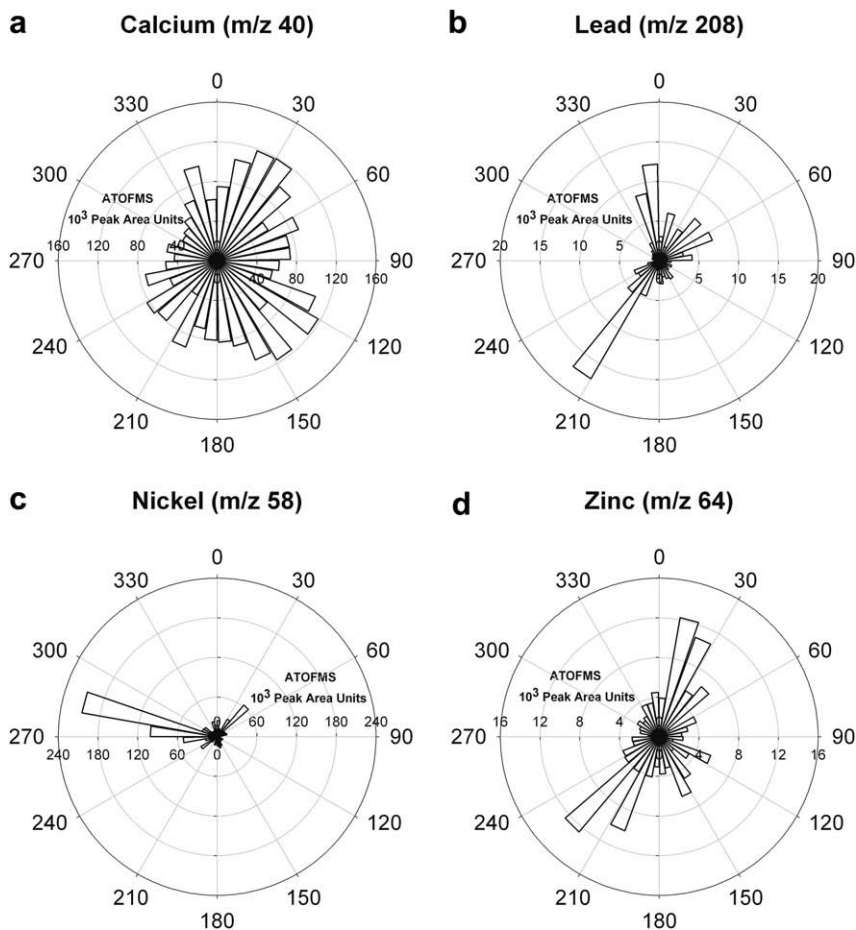 a Calcium (m/z 40)
0
330 30
300 60
ATOFMS
10³ Peak Area Units
160 120 80 40
270 90
40 80 120 160
240 120
210 150
180
b Lead (m/z 208)
0
330 30
300 60
ATOFMS
10³ Peak Area Units
20 15 10 5
270 90
5 10 15 20
240 120
210 150
180
c Nickel (m/z 58)
0
330 30
300 60
ATOFMS
10³ Peak Area Units
0 60 120 180 240
270 90
240 180 120 60 0
240 120
210 150
180
d Zinc (m/z 64)
0
330 30
300 60
ATOFMS
10³ Peak Area Units
16 12 8 4
270 90
4 8 12 16
240 120
210 150
180